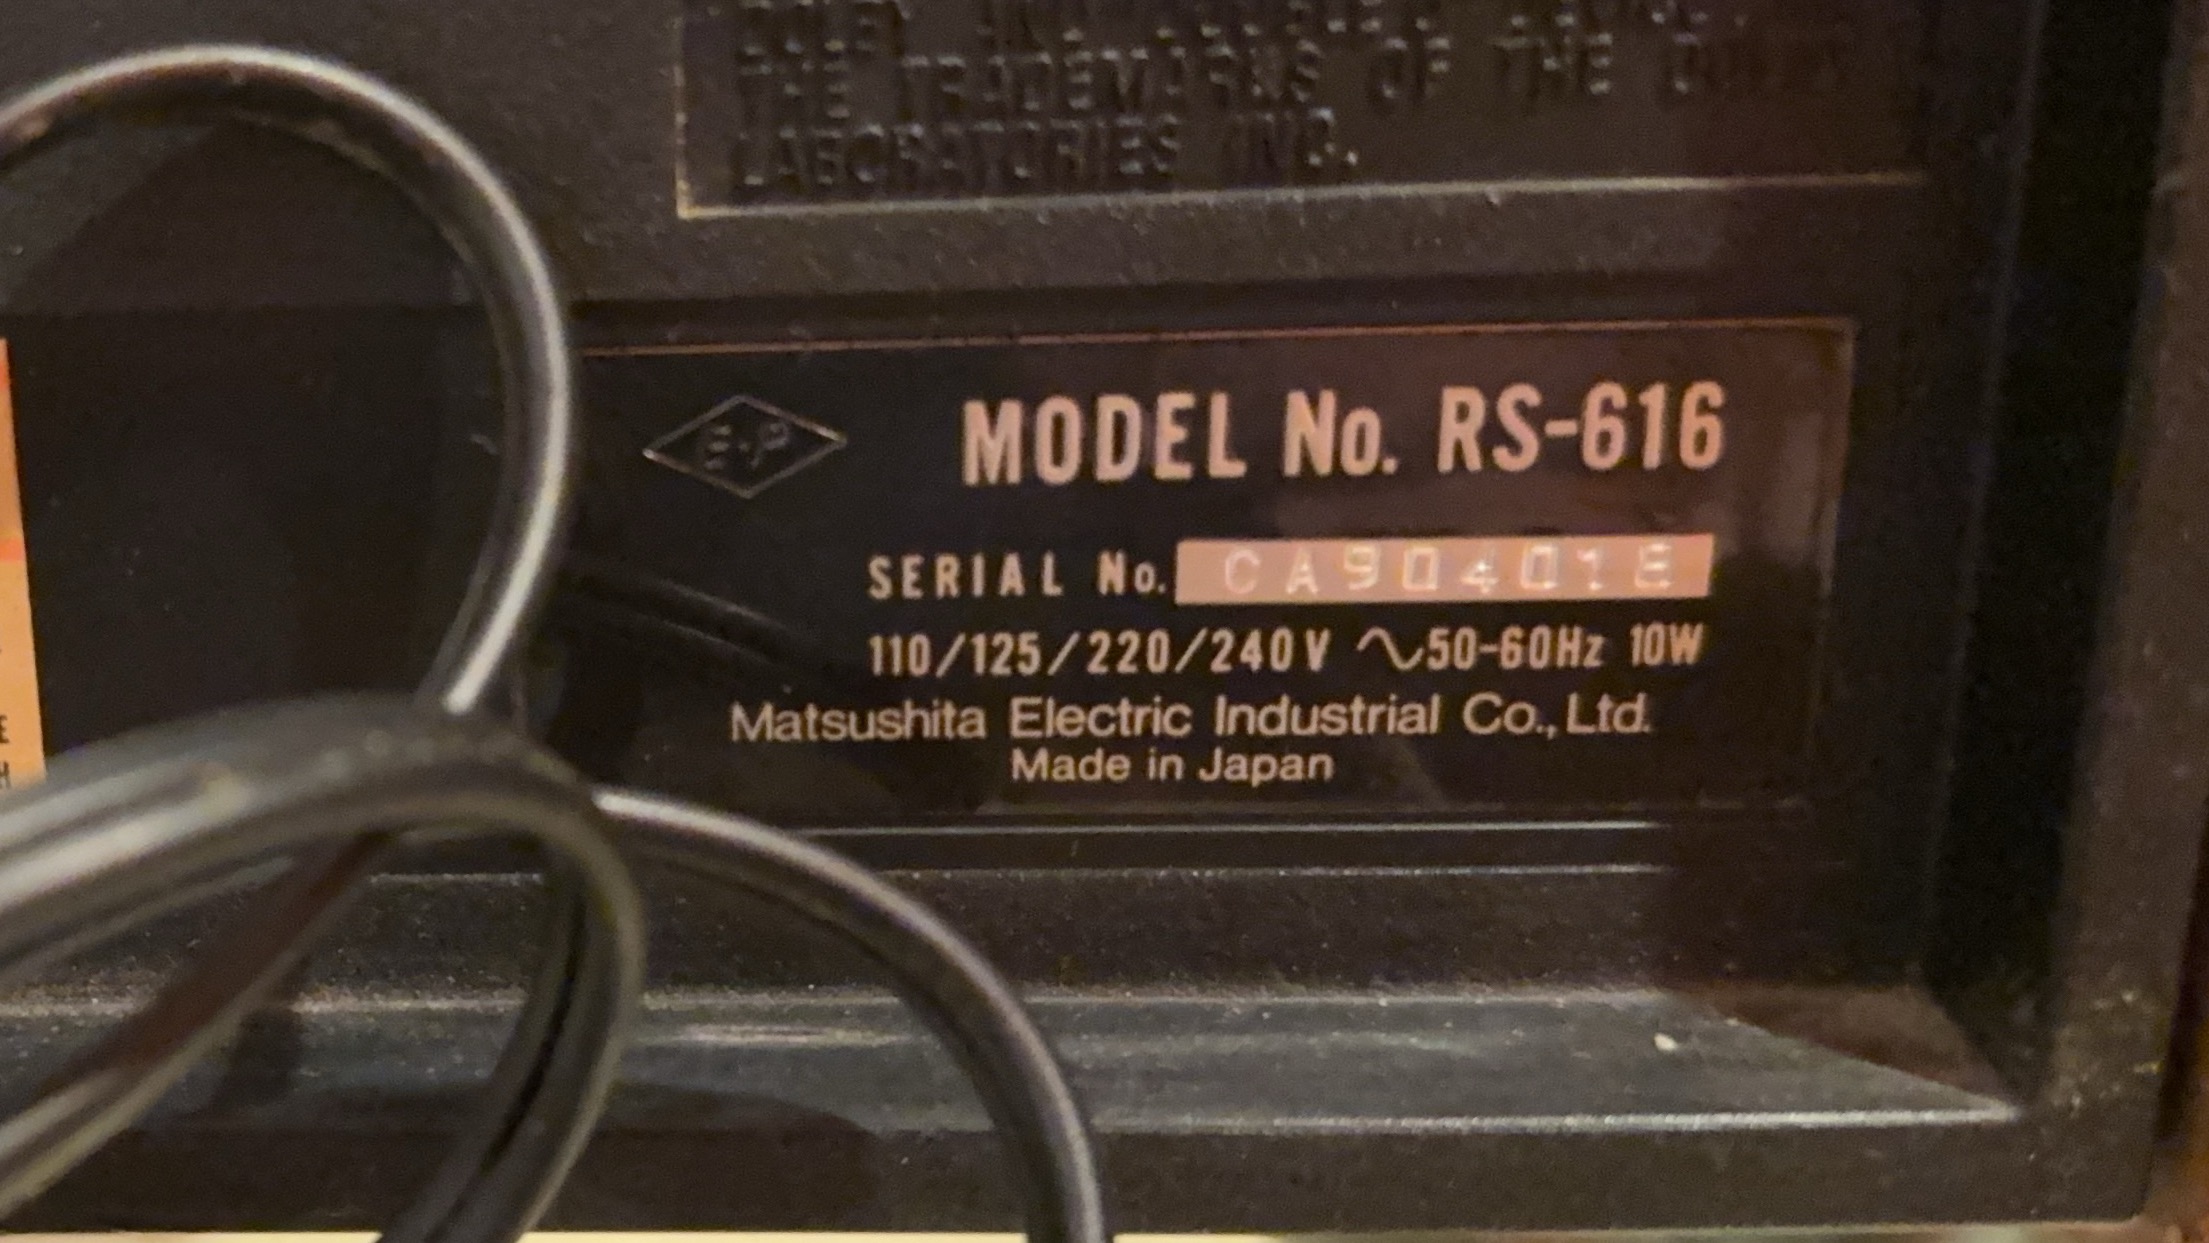 THE TRADEMARKS OF THE
LABORATORIES INC.
E·P
MODEL No. RS-616
SERIAL No.
110/125/220/240V ∿50-60Hz 10W
Matsushita Electric Industrial Co., Ltd.
Made in Japan
E
H